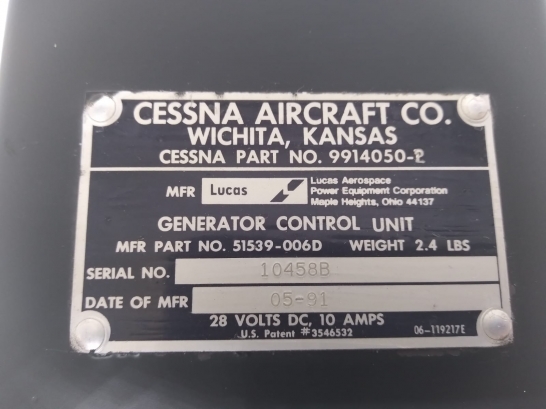 CESSNA AIRCRAFT CO.
WICHITA, KANSAS
CESSNA PART NO. 9914050-
MFR Lucas Lucas Aerospace
Power Equipment Corporation
Maple Heights, Ohio 44137
GENERATOR CONTROL UNIT
MFR PART NO. 51539-006D WEIGHT 2.4 LBS
SERIAL NO. 10458B
DATE OF MFR 05-91
28 VOLTS DC, 10 AMPS
U.S. Patent #3546532 06-119217E